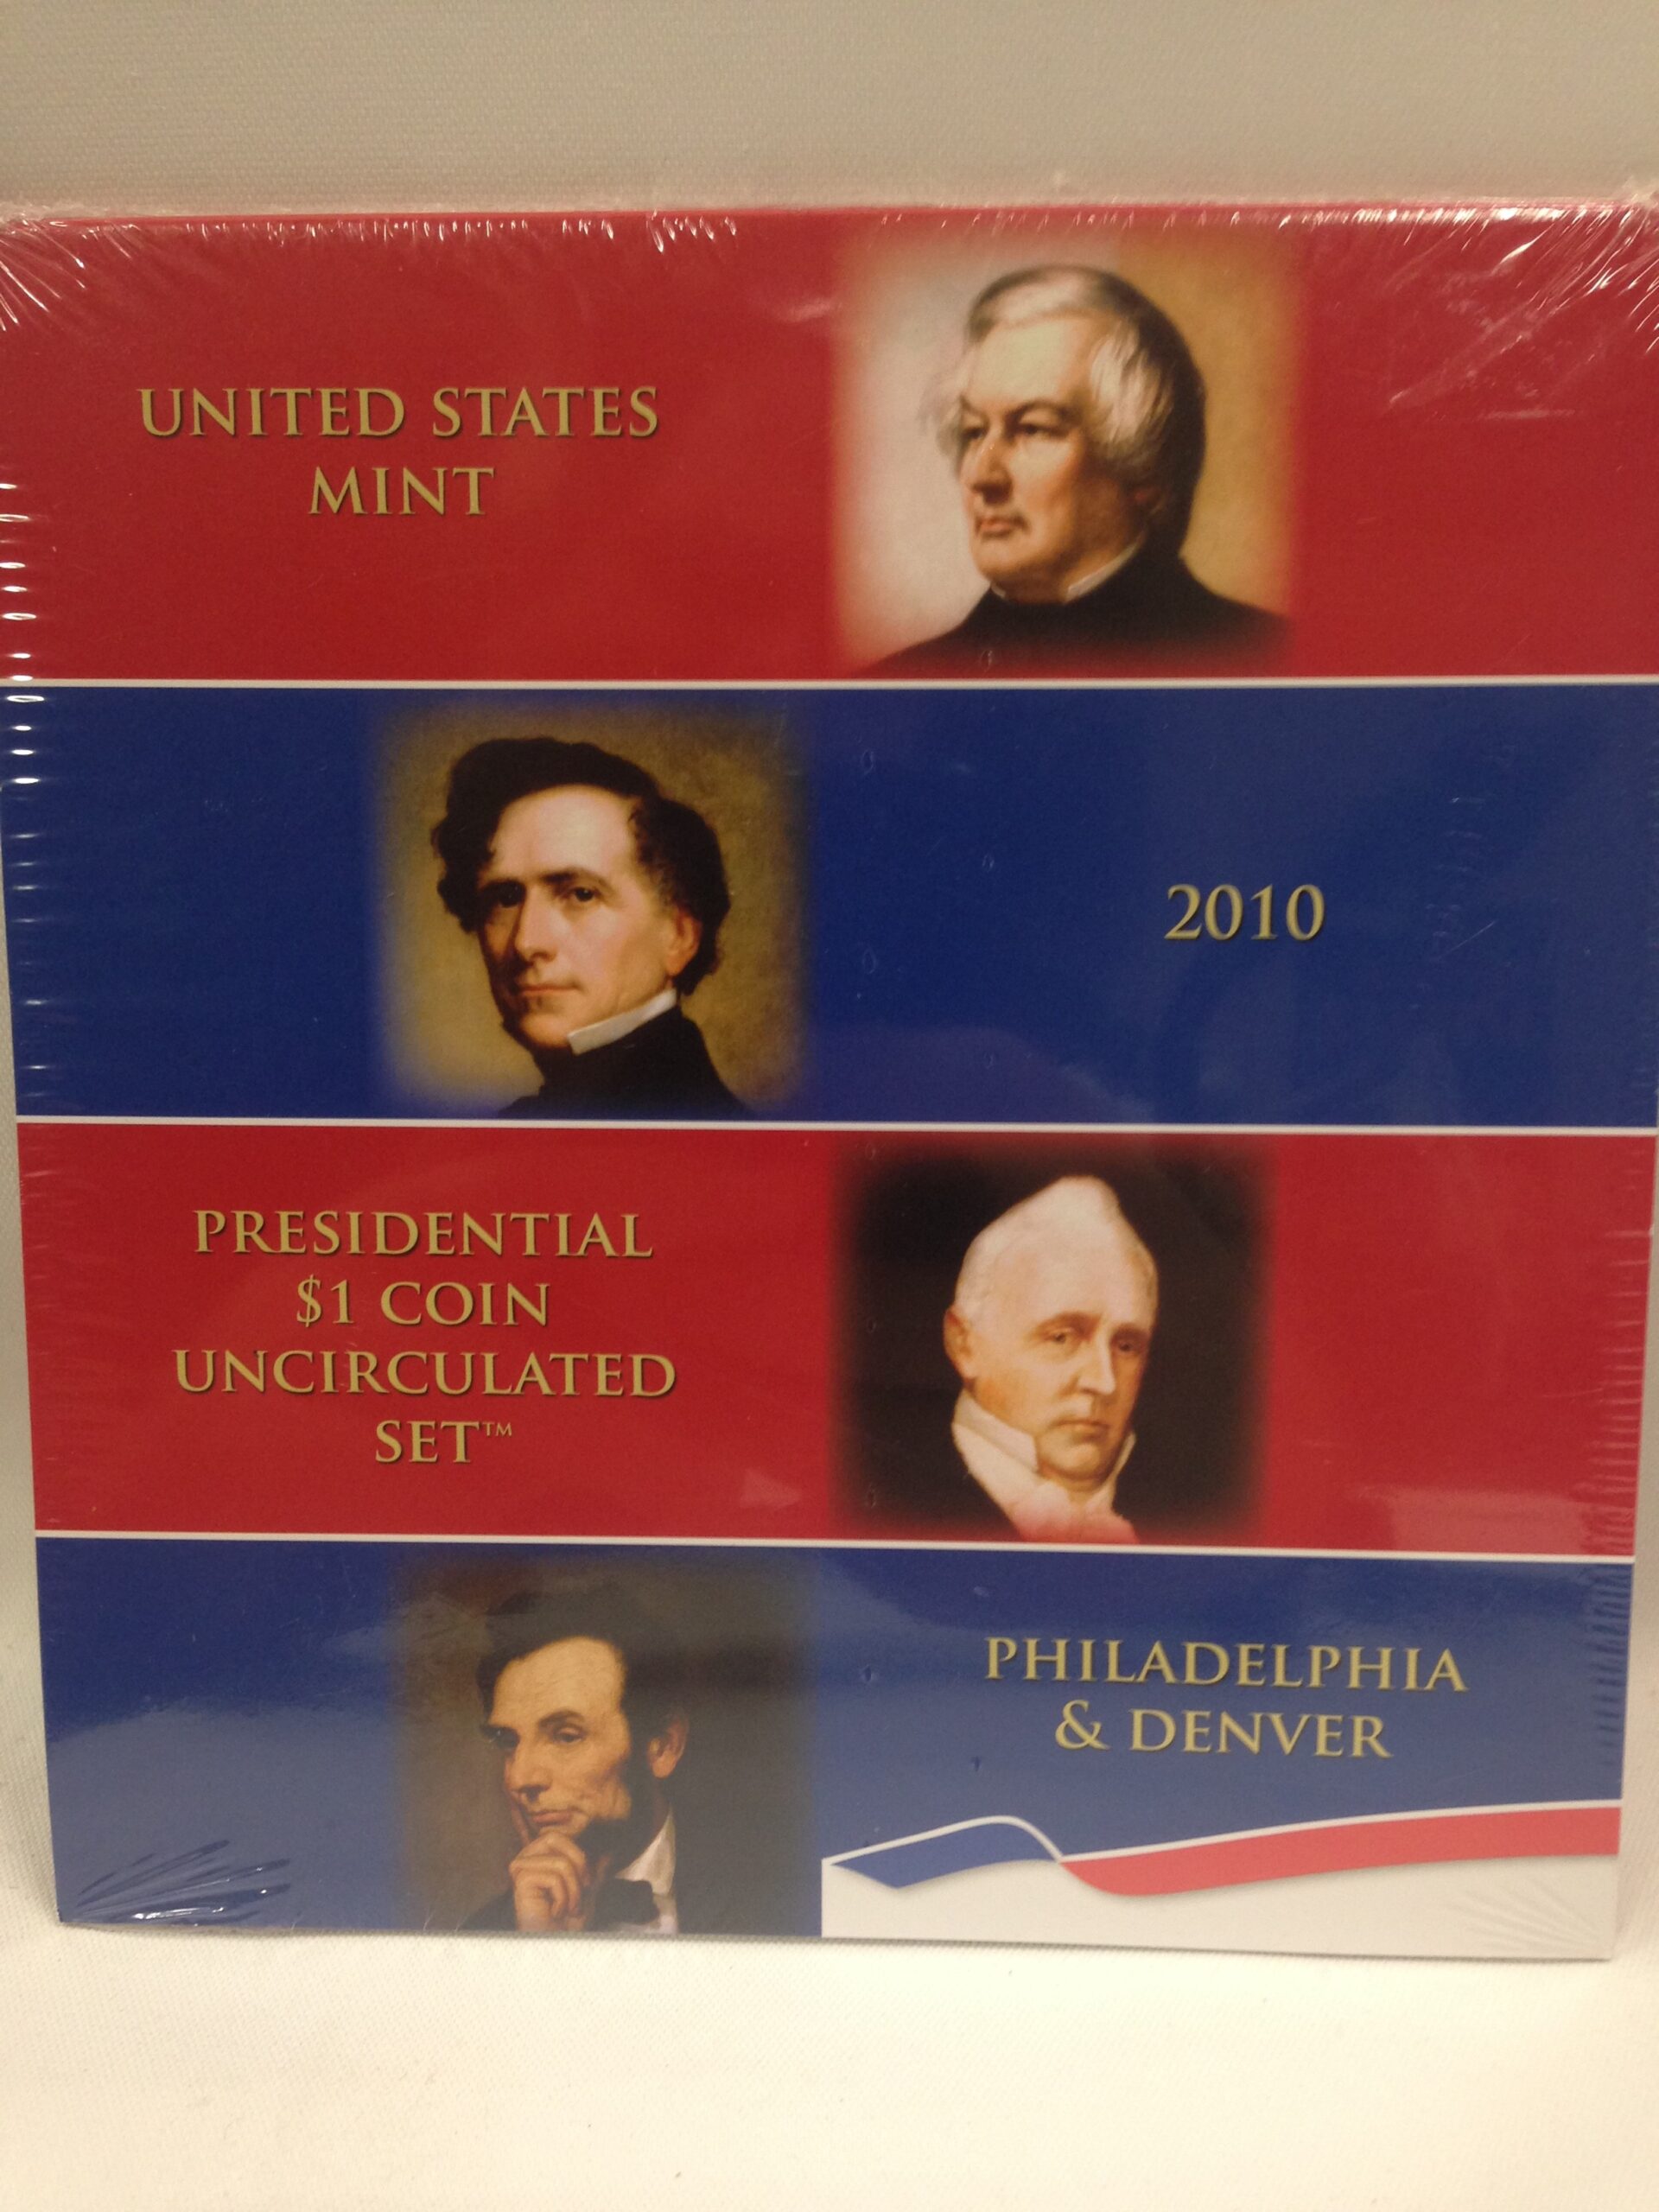 UNITED STATES
MINT
2010
PRESIDENTIAL
$1 COIN
UNCIRCULATED
SET™
PHILADELPHIA
& DENVER